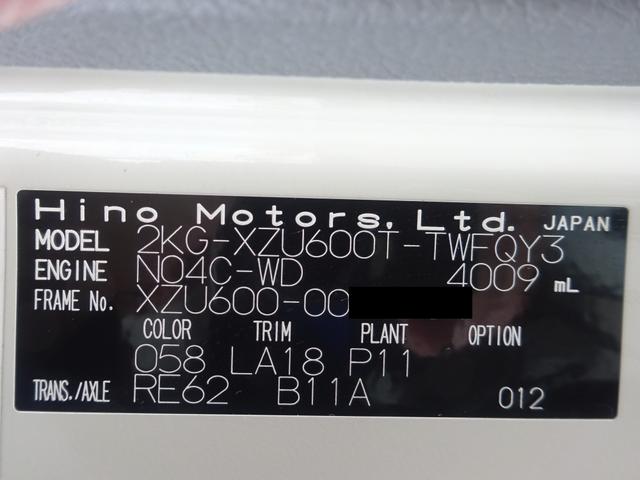 Hino Motors, Ltd. JAPAN
MODEL 2KG-XZU600T-TWFQY3
ENGINE N04C-WD 4009 mL
FRAME No. XZU600-00
COLOR TRIM PLANT OPTION
058 LA18 P11
TRANS./AXLE RE62 B11A 012